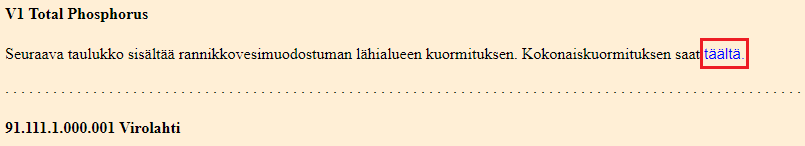 V1 Total Phosphorus
Seuraava taulukko sisältää rannikkovesimuodostuman lähialueen kuormituksen. Kokonaiskuormituksen saat täältä.
91.111.1.000.001 Virolahti